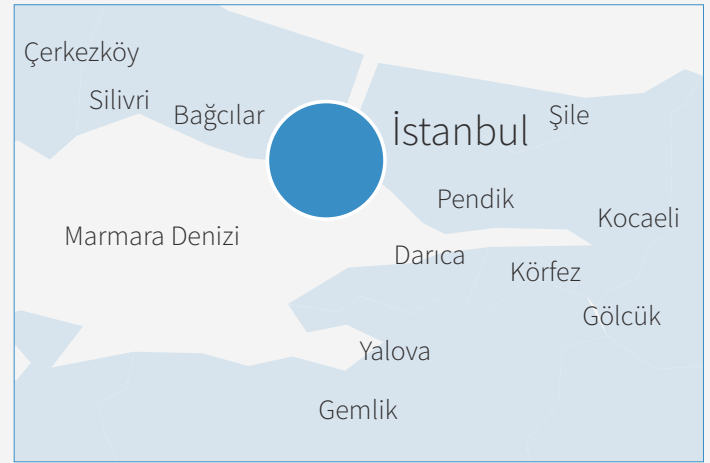 Çerkezköy
Silivri
Bağcılar
İstanbul
Şile
Pendik
Kocaeli
Marmara Denizi
Darıca
Körfez
Gölcük
Yalova
Gemlik